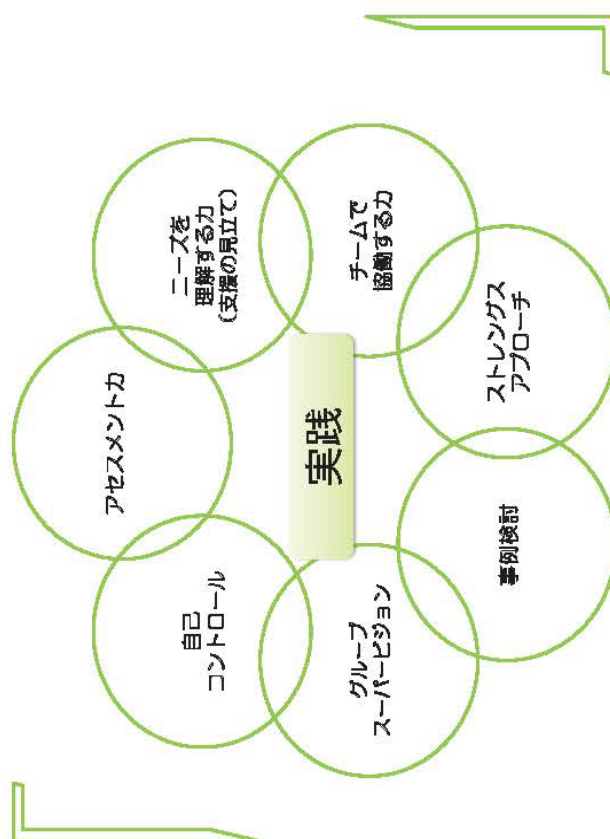 アセスメント力
ニーズを
理解する力
（支援の見立て）
チームで
協働する力
ストレングス
アプローチ
事例検討
グループ
スーパービジョン
自己
コントロール
実践